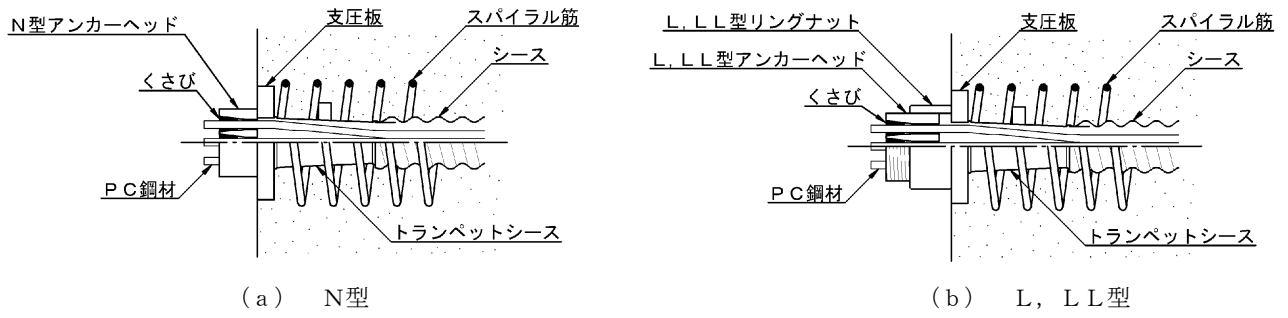 N型アンカーヘッド
支圧板
スパイラル筋
シース
くさび
PC鋼材
トランペットシース
(a) N型
L,LL型リングナット
L,LL型アンカーヘッド
支圧板
スパイラル筋
シース
くさび
PC鋼材
トランペットシース
(b) L,LL型